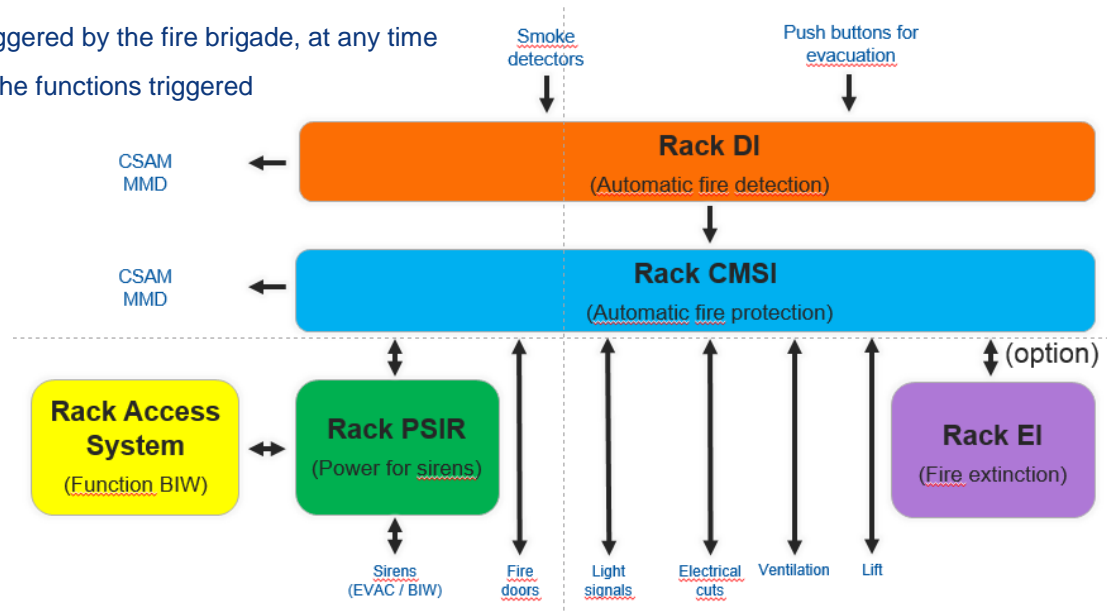 ggered by the fire brigade, at any time
he functions triggered
Smoke
detectors
Push buttons for
evacuation
CSAM
MMD
Rack DI
(Automatic fire detection)
CSAM
MMD
Rack CMSI
(Automatic fire protection)
(option)
Rack Access
System
(Function BIW)
Rack PSIR
(Power for sirens)
Rack EI
(Fire extinction)
Sirens
(EVAC / BIW)
Fire
doors
Light
signals
Electrical
cuts
Ventilation
Lift